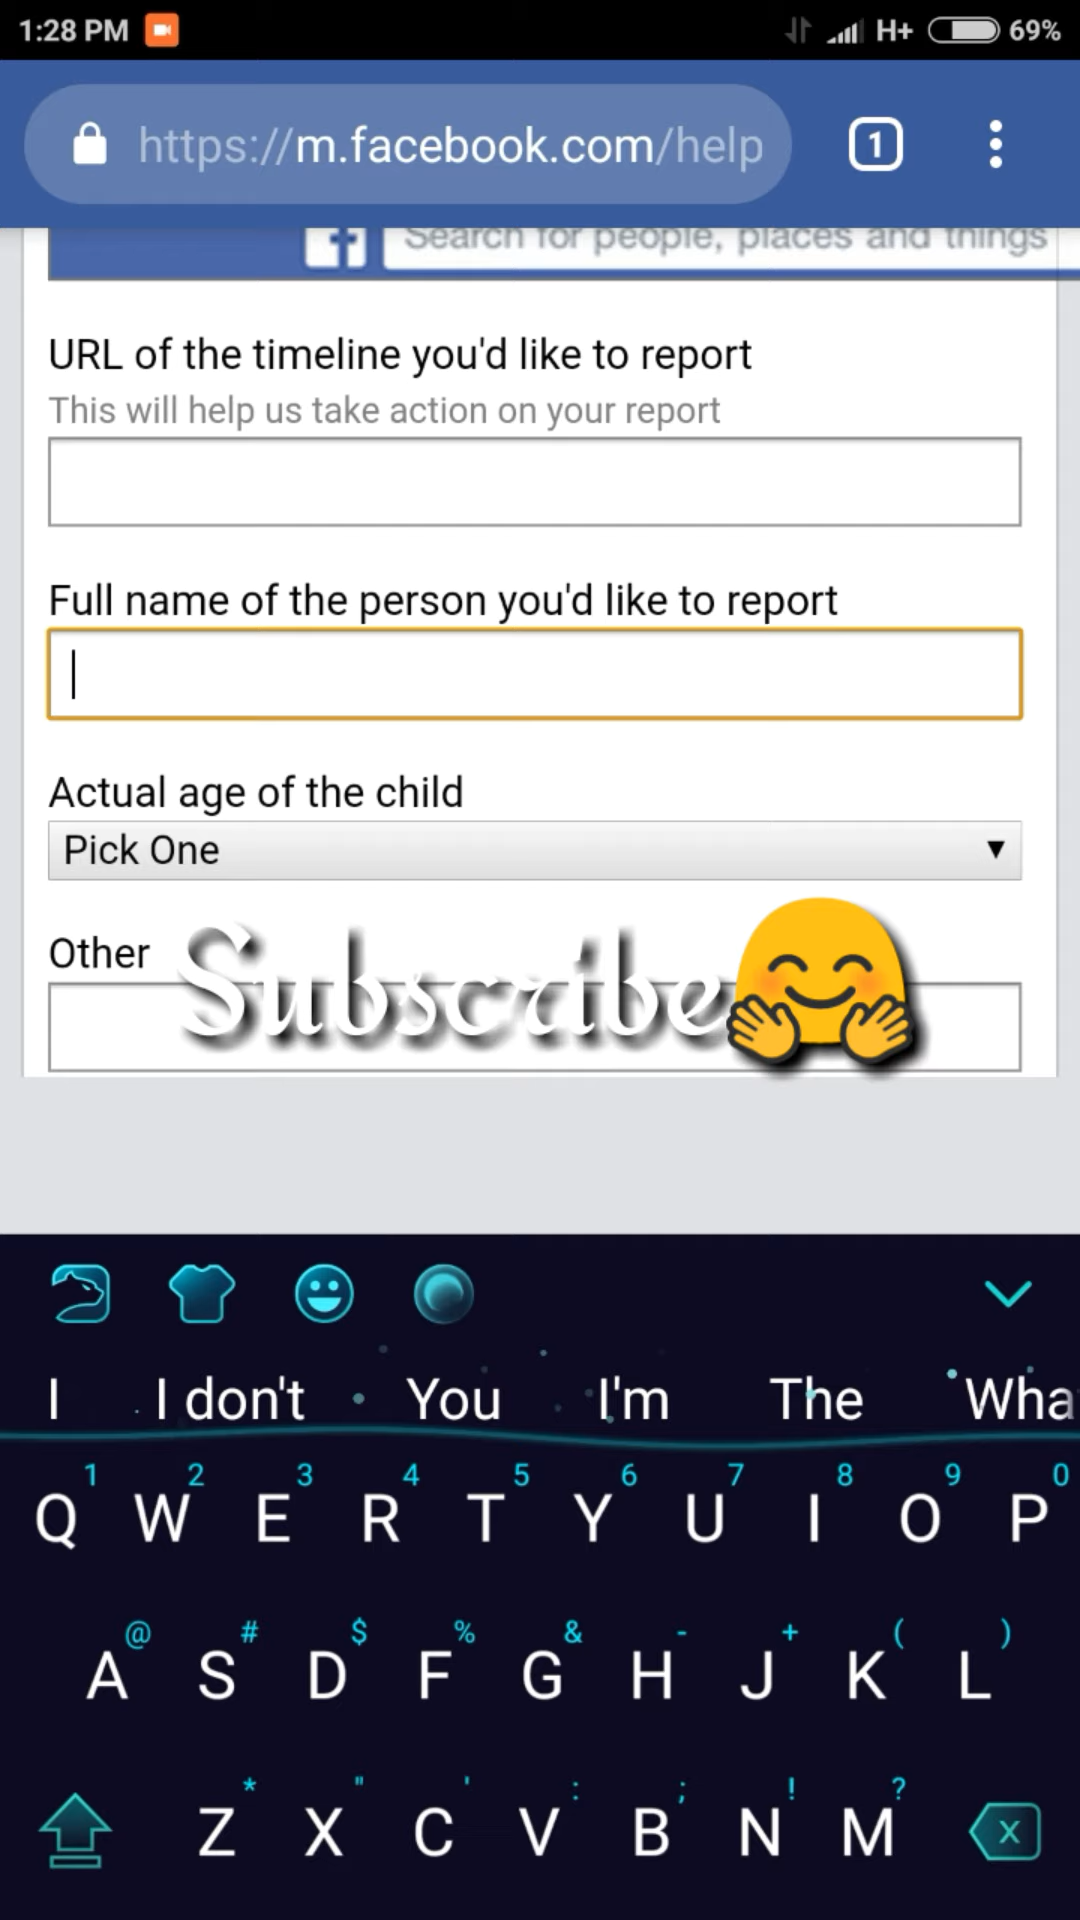 1:28 PM H+ 69%
https://m.facebook.com/help 1
Search for people, places and things
URL of the timeline you'd like to report
This will help us take action on your report
Full name of the person you'd like to report
Actual age of the child
Pick One
Other
Subscribe
I I don't You I'm The Wha
1 2 3 4 5 6 7 8 9 0
Q W E R T Y U I O P
@ # $ % & - + ( )
A S D F G H J K L
* " ' : ; ! ?
Z X C V B N M X